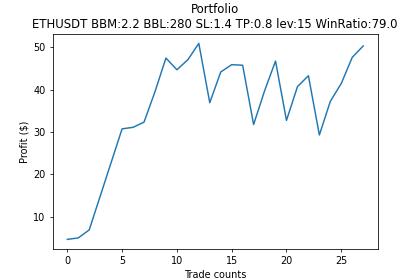 Portfolio
ETHUSDT BBM:2.2 BBL:280 SL:1.4 TP:0.8 lev:15 WinRatio:79.0
50
40
30
20
10
Profit ($)
0 5 10 15 20 25
Trade counts